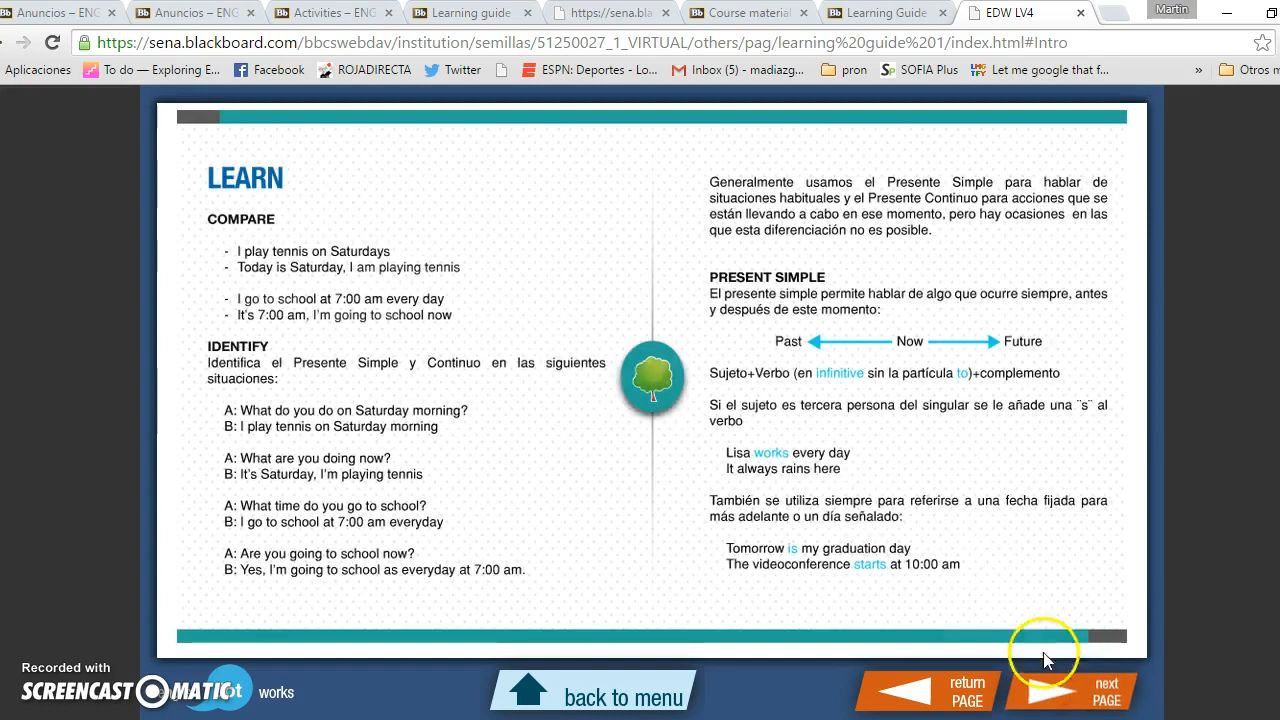 Anuncios – ENG
Anuncios – ENG
Activities – ENG
Learning guide
https://sena.bla
Course material
Learning Guide
EDW LV4
Martin
https://sena.blackboard.com/bbcswebdav/institution/semillas/51250027_1_VIRTUAL/others/pag/learning%20guide%201/index.html#Intro
Aplicaciones
To do — Exploring E...
Facebook
ROJADIRECTA
Twitter
ESPN: Deportes - Lo...
Inbox (5) - madiazg...
pron
SOFIA Plus
Let me google that f...
»
Otros m
LEARN
COMPARE
- I play tennis on Saturdays
- Today is Saturday, I am playing tennis
- I go to school at 7:00 am every day
- It's 7:00 am, I'm going to school now
IDENTIFY
Identifica el Presente Simple y Continuo en las siguientes
situaciones:
A: What do you do on Saturday morning?
B: I play tennis on Saturday morning
A: What are you doing now?
B: It's Saturday, I'm playing tennis
A: What time do you go to school?
B: I go to school at 7:00 am everyday
A: Are you going to school now?
B: Yes, I'm going to school as everyday at 7:00 am.
Generalmente usamos el Presente Simple para hablar de
situaciones habituales y el Presente Continuo para acciones que se
están llevando a cabo en ese momento, pero hay ocasiones en las
que esta diferenciación no es posible.
PRESENT SIMPLE
El presente simple permite hablar de algo que ocurre siempre, antes
y después de este momento:
Past Now Future
Sujeto+Verbo (en infinitive sin la partícula to)+complemento
Si el sujeto es tercera persona del singular se le añade una ¨s¨ al
verbo
Lisa works every day
It always rains here
También se utiliza siempre para referirse a una fecha fijada para
más adelante o un día señalado:
Tomorrow is my graduation day
The videoconference starts at 10:00 am
Recorded with
SCREENCAST-O-MATIC
works
back to menu
return
PAGE
next
PAGE